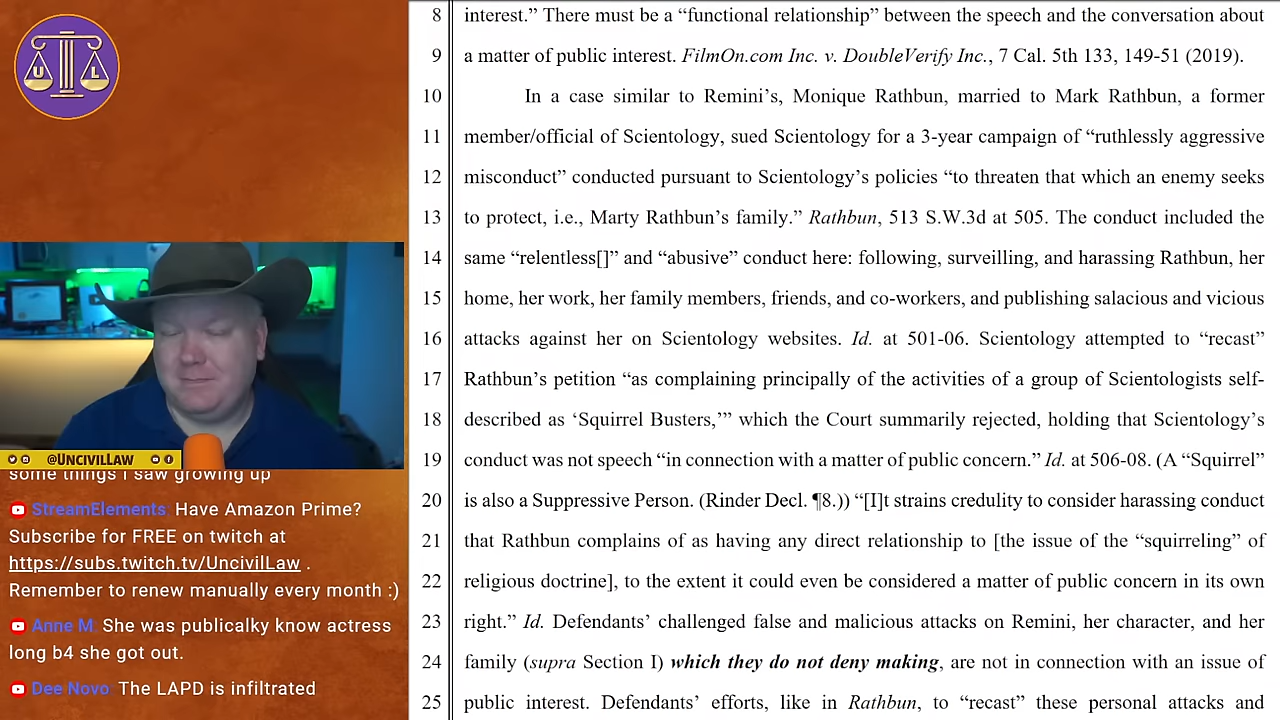 U L
@UNCIVILLAW
some things I saw growing up
StreamElements Have Amazon Prime?
Subscribe for FREE on twitch at
https://subs.twitch.tv/UncivilLaw .
Remember to renew manually every month :)
Anne M. She was publicalky know actress
long b4 she got out.
Dee Novo The LAPD is infiltrated
8 interest.” There must be a “functional relationship” between the speech and the conversation about
9 a matter of public interest. FilmOn.com Inc. v. DoubleVerify Inc., 7 Cal. 5th 133, 149-51 (2019).
10 In a case similar to Remini’s, Monique Rathbun, married to Mark Rathbun, a former
11 member/official of Scientology, sued Scientology for a 3-year campaign of “ruthlessly aggressive
12 misconduct” conducted pursuant to Scientology’s policies “to threaten that which an enemy seeks
13 to protect, i.e., Marty Rathbun’s family.” Rathbun, 513 S.W.3d at 505. The conduct included the
14 same “relentless[]” and “abusive” conduct here: following, surveilling, and harassing Rathbun, her
15 home, her work, her family members, friends, and co-workers, and publishing salacious and vicious
16 attacks against her on Scientology websites. Id. at 501-06. Scientology attempted to “recast”
17 Rathbun’s petition “as complaining principally of the activities of a group of Scientologists self-
18 described as ‘Squirrel Busters,’” which the Court summarily rejected, holding that Scientology’s
19 conduct was not speech “in connection with a matter of public concern.” Id. at 506-08. (A “Squirrel”
20 is also a Suppressive Person. (Rinder Decl. ¶8.)) “[I]t strains credulity to consider harassing conduct
21 that Rathbun complains of as having any direct relationship to [the issue of the “squirreling” of
22 religious doctrine], to the extent it could even be considered a matter of public concern in its own
23 right.” Id. Defendants’ challenged false and malicious attacks on Remini, her character, and her
24 family (supra Section I) which they do not deny making, are not in connection with an issue of
25 public interest. Defendants’ efforts, like in Rathbun, to “recast” these personal attacks and